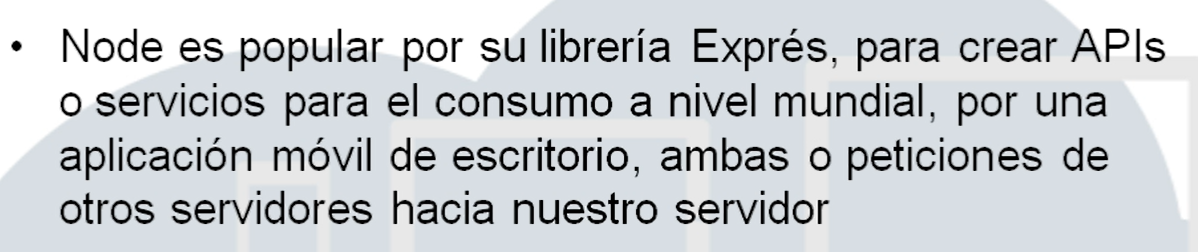 • Node es popular por su librería Exprés, para crear APIs
o servicios para el consumo a nivel mundial, por una
aplicación móvil de escritorio, ambas o peticiones de
otros servidores hacia nuestro servidor